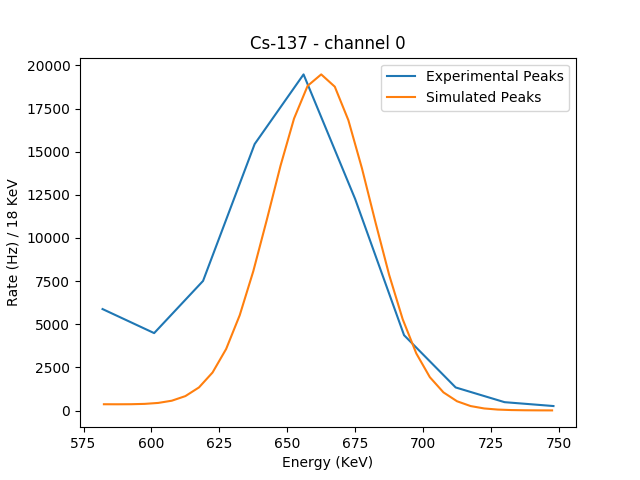 Cs-137 - channel 0
Experimental Peaks
Simulated Peaks
20000
17500
15000
12500
10000
7500
5000
2500
0
Rate (Hz) / 18 KeV
575 600 625 650 675 700 725 750
Energy (KeV)